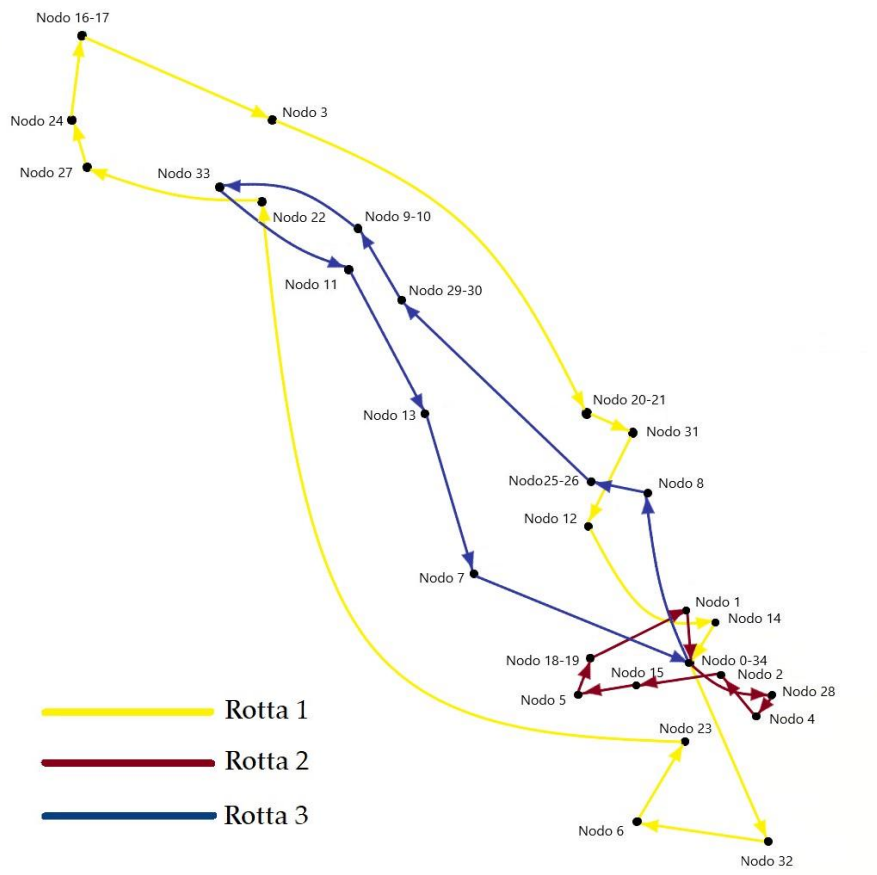 Nodo 16-17
Nodo 3
Nodo 24
Nodo 27
Nodo 33
Nodo 22
Nodo 9-10
Nodo 11
Nodo 29-30
Nodo 20-21
Nodo 13
Nodo 31
Nodo25-26
Nodo 8
Nodo 12
Nodo 7
Nodo 1
Nodo 14
Nodo 18-19
Nodo 0-34
Nodo 15
Nodo 2
Nodo 5
Nodo 28
Nodo 4
Rotta 1
Nodo 23
Rotta 2
Rotta 3
Nodo 6
Nodo 32